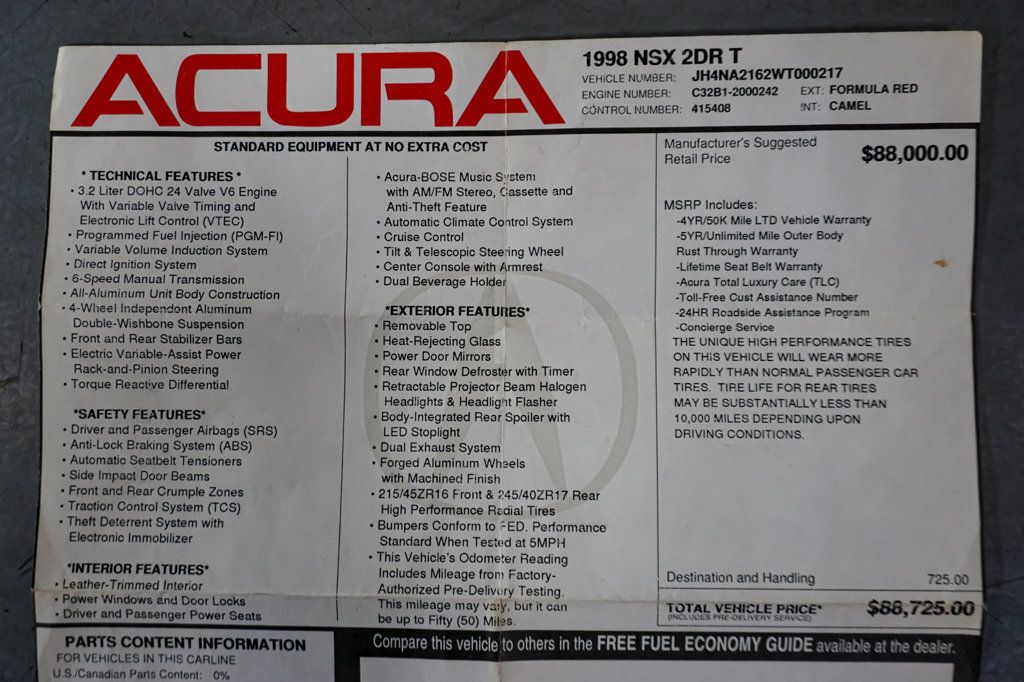 ACURA
1998 NSX 2DR T
VEHICLE NUMBER: JH4NA2162WT000217
ENGINE NUMBER: C32B1-2000242 EXT: FORMULA RED
CONTROL NUMBER: 415408 INT: CAMEL
STANDARD EQUIPMENT AT NO EXTRA COST
* TECHNICAL FEATURES *
• 3.2 Liter DOHC 24 Valve V6 Engine
With Variable Valve Timing and
Electronic Lift Control (VTEC)
• Programmed Fuel Injection (PGM-FI)
• Variable Volume Induction System
• Direct Ignition System
• 6-Speed Manual Transmission
• All-Aluminum Unit Body Construction
• 4-Wheel Independent Aluminum
Double-Wishbone Suspension
• Front and Rear Stabilizer Bars
• Electric Variable-Assist Power
Rack-and-Pinion Steering
• Torque Reactive Differential
*SAFETY FEATURES*
• Driver and Passenger Airbags (SRS)
• Anti-Lock Braking System (ABS)
• Automatic Seatbelt Tensioners
• Side Impact Door Beams
• Front and Rear Crumple Zones
• Traction Control System (TCS)
• Theft Deterrent System with
Electronic Immobilizer
*INTERIOR FEATURES*
• Leather-Trimmed Interior
• Power Windows and Door Locks
• Driver and Passenger Power Seats
• Acura-BOSE Music System
with AM/FM Stereo, Cassette and
Anti-Theft Feature
• Automatic Climate Control System
• Cruise Control
• Tilt & Telescopic Steering Wheel
• Center Console with Armrest
• Dual Beverage Holder
*EXTERIOR FEATURES*
• Removable Top
• Heat-Rejecting Glass
• Power Door Mirrors
• Rear Window Defroster with Timer
• Retractable Projector Beam Halogen
Headlights & Headlight Flasher
• Body-Integrated Rear Spoiler with
LED Stoplight
• Dual Exhaust System
• Forged Aluminum Wheels
with Machined Finish
• 215/45ZR16 Front & 245/40ZR17 Rear
High Performance Radial Tires
• Bumpers Conform to FED. Performance
Standard When Tested at 5MPH
• This Vehicle's Odometer Reading
Includes Mileage from Factory-
Authorized Pre-Delivery Testing.
This mileage may vary, but it can
be up to Fifty (50) Miles.
Manufacturer's Suggested
Retail Price $88,000.00
MSRP Includes:
-4YR/50K Mile LTD Vehicle Warranty
-5YR/Unlimited Mile Outer Body
Rust Through Warranty
-Lifetime Seat Belt Warranty
-Acura Total Luxury Care (TLC)
-Toll-Free Cust Assistance Number
-24HR Roadside Assistance Program
-Concierge Service
THE UNIQUE HIGH PERFORMANCE TIRES
ON THIS VEHICLE WILL WEAR MORE
RAPIDLY THAN NORMAL PASSENGER CAR
TIRES. TIRE LIFE FOR REAR TIRES
MAY BE SUBSTANTIALLY LESS THAN
10,000 MILES DEPENDING UPON
DRIVING CONDITIONS.
Destination and Handling 725.00
TOTAL VEHICLE PRICE* $88,725.00
(INCLUDES PRE-DELIVERY SERVICE)
PARTS CONTENT INFORMATION
FOR VEHICLES IN THIS CARLINE
U.S./Canadian Parts Content: 0%
Compare this vehicle to others in the FREE FUEL ECONOMY GUIDE available at the dealer.